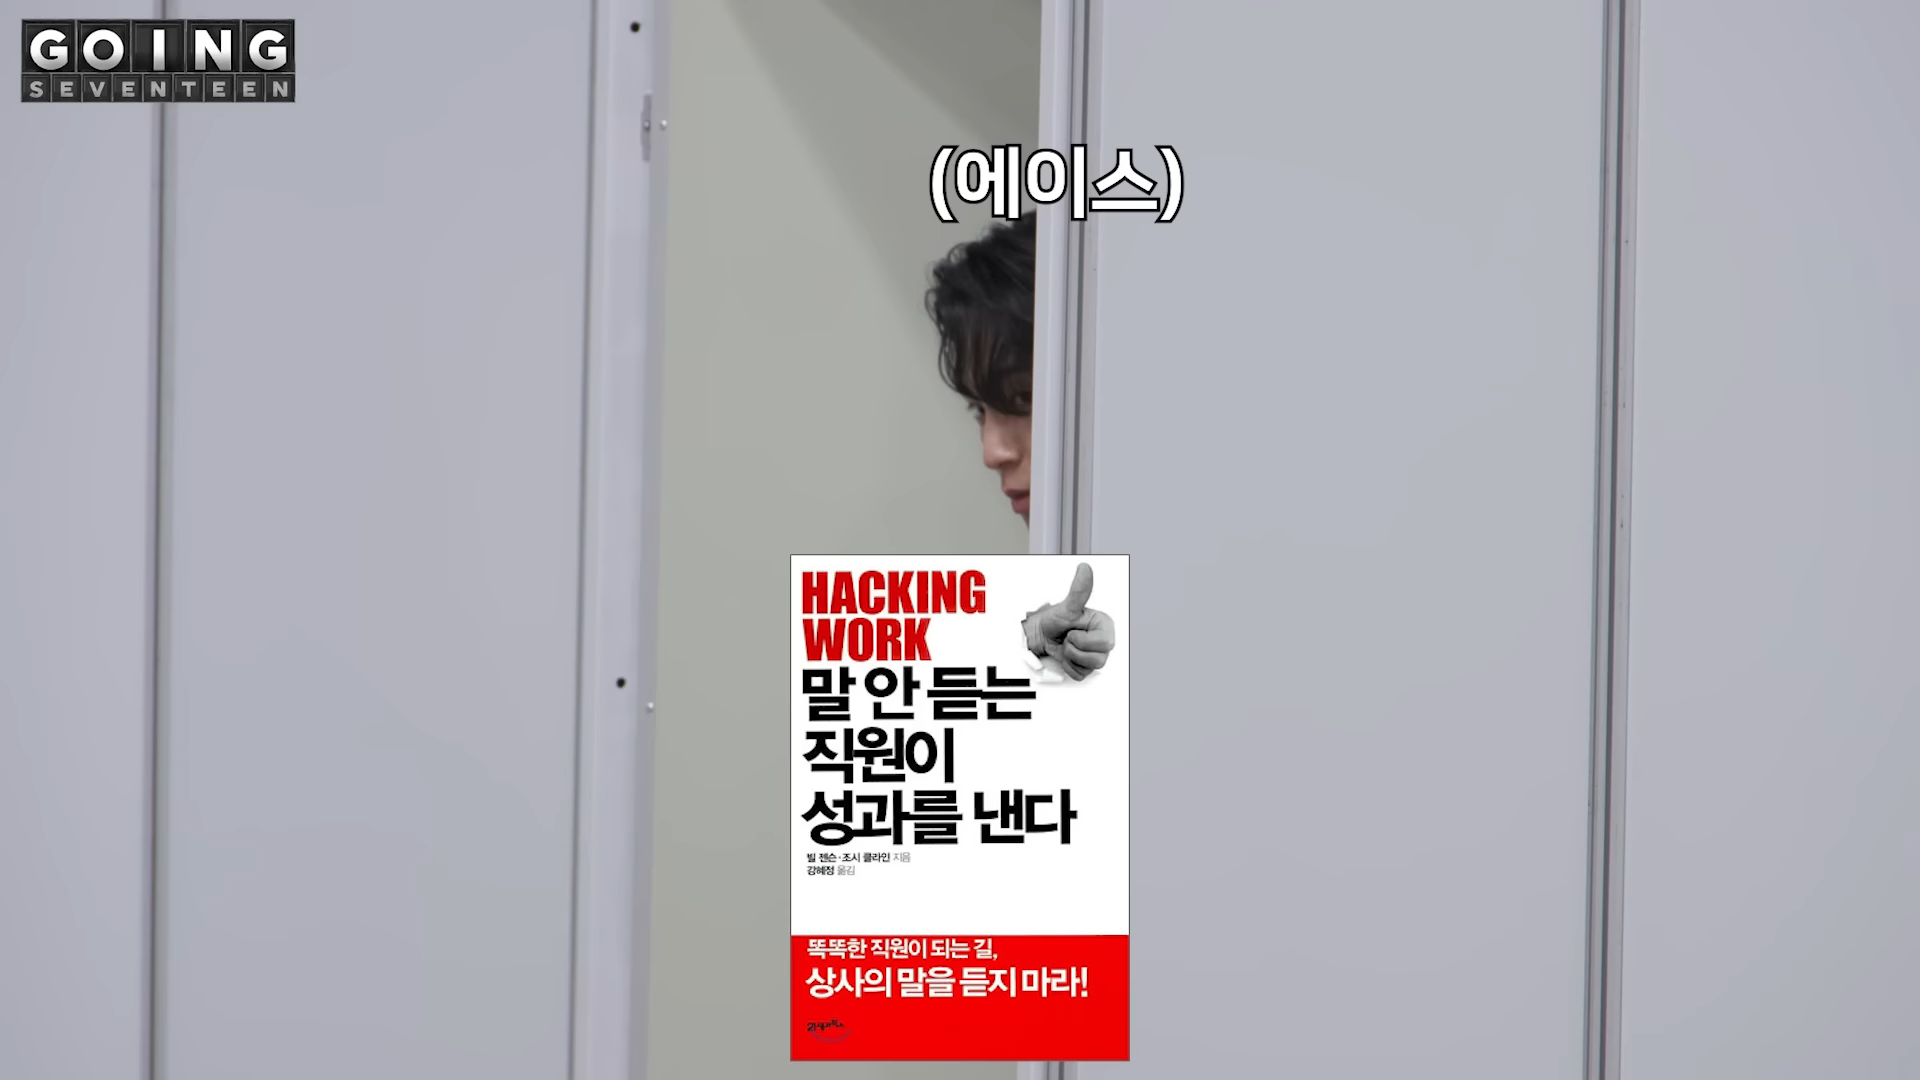 GOING
SEVENTEEN
(에이스)
HACKING
WORK
말 안 듣는
직원이
성과를 낸다
빌 젠슨·조시 클라인 지음
강혜정 옮김
똑똑한 직원이 되는 길,
상사의 말을 듣지 마라!